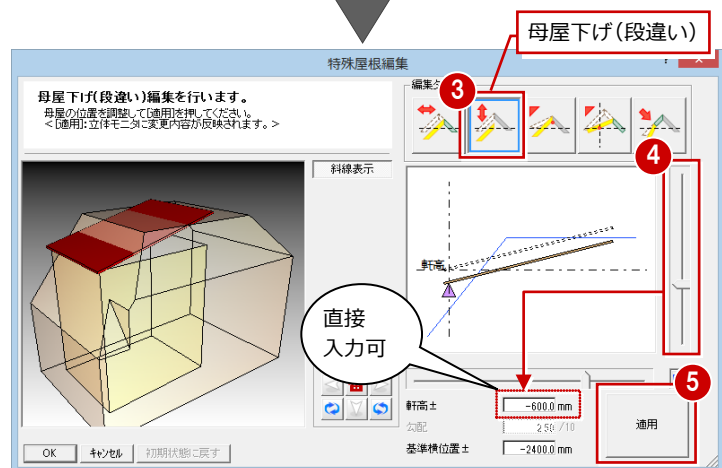 母屋下げ（段違い）
特殊屋根編集
?
母屋下げ(段違い)編集を行います。
母屋の位置を調整して[適用]を押してください。
<[適用]:立体モニタに変更内容が反映されます。>
編集タ
3
4
斜線表示
軒高
直接
入力可
5
軒高±
-600.0 mm
勾配
2.50 /10
基準横位置±
-2400.0 mm
適用
OK
キャンセル
初期状態に戻す